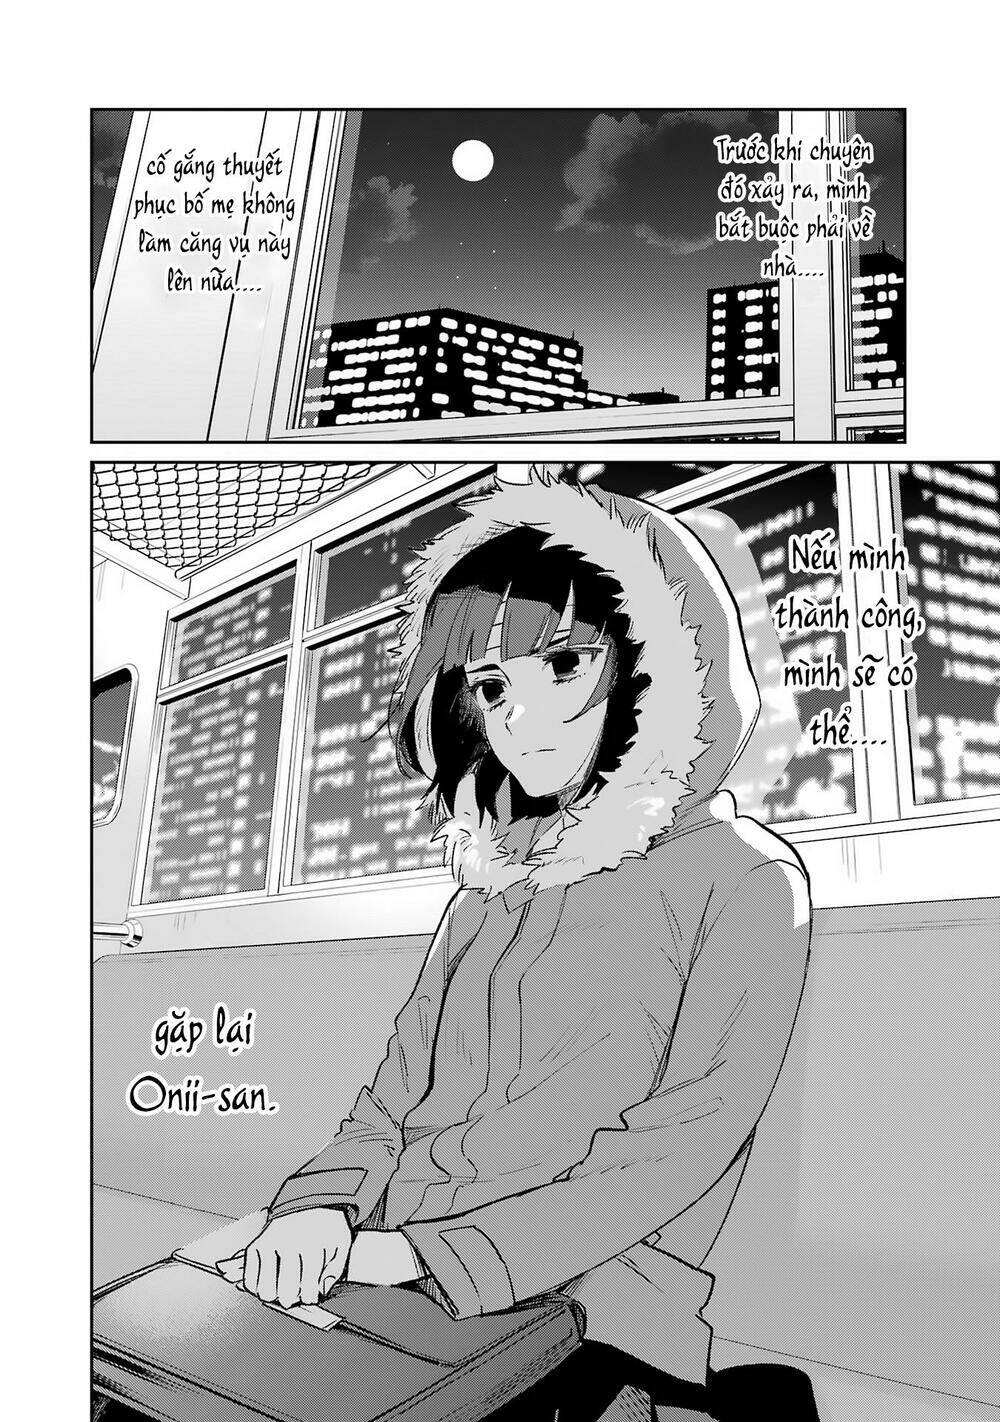 Trước khi chuyện
đó xảy ra, mình
bắt buộc phải về
nhà....
cố gắng thuyết
phục bố mẹ không
làm căng vụ này
lên nữa....
Nếu mình
thành công,
mình sẽ có
thể....
gặp lại
Onii-san.